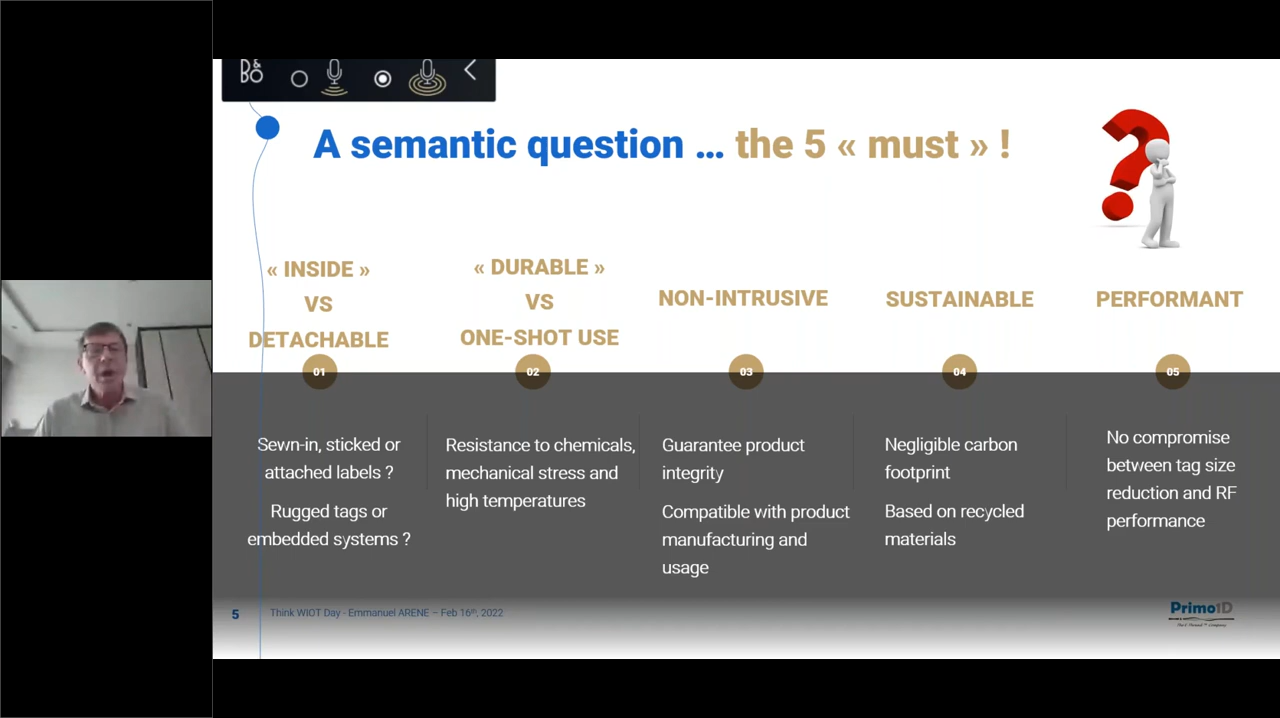 A semantic question ... the 5 « must » !
« INSIDE »
VS
DETACHABLE
« DURABLE »
VS
ONE-SHOT USE
NON-INTRUSIVE
SUSTAINABLE
PERFORMANT
01
02
03
04
05
Sewn-in, sticked or
attached labels ?
Rugged tags or
embedded systems ?
Resistance to chemicals,
mechanical stress and
high temperatures
Guarantee product
integrity
Compatible with product
manufacturing and
usage
Negligible carbon
footprint
Based on recycled
materials
No compromise
between tag size
reduction and RF
performance
5
Think WIOT Day - Emmanuel ARENE – Feb 16th, 2022
Primo1D